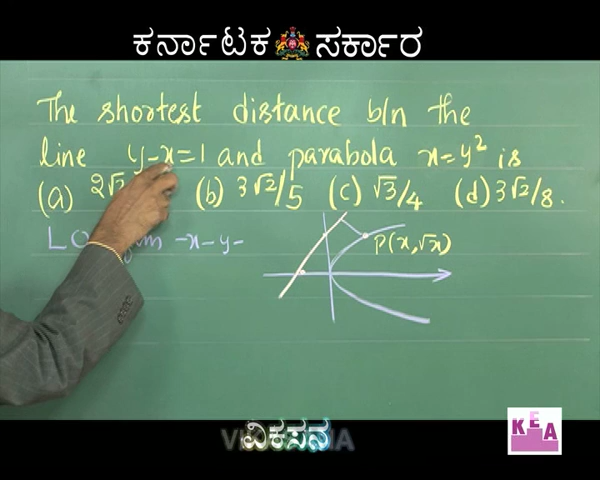 ಕರ್ನಾಟಕ ಸರ್ಕಾರ
The shortest distance b/n the
line y-x=1 and parabola x=y² is
(a) (b) 3√2/5 (c) √3/4 (d) 3√2/8.
-x-y-
P(x,√x)
ವಿಕಸನ
KEA